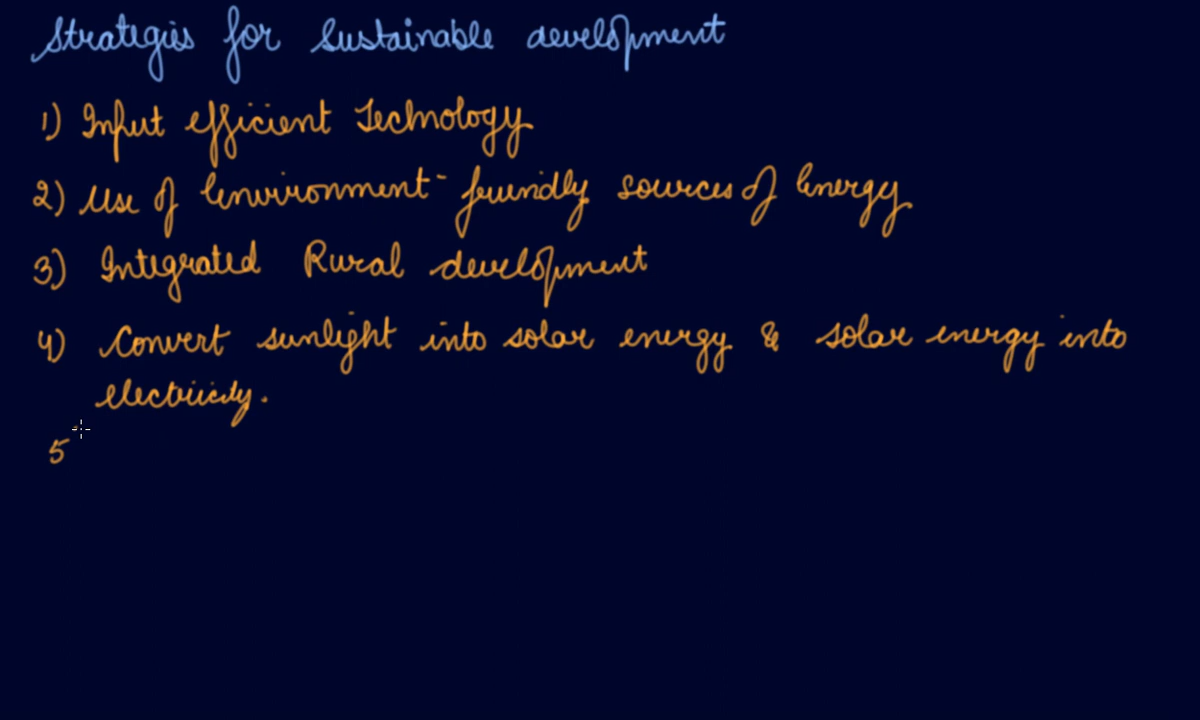 Strategies for Sustainable development
1) Input efficient Technology
2) Use of Environment-friendly sources of Energy
3) Integrated Rural development
4) Convert sunlight into solar energy & solar energy into
electricity.
5